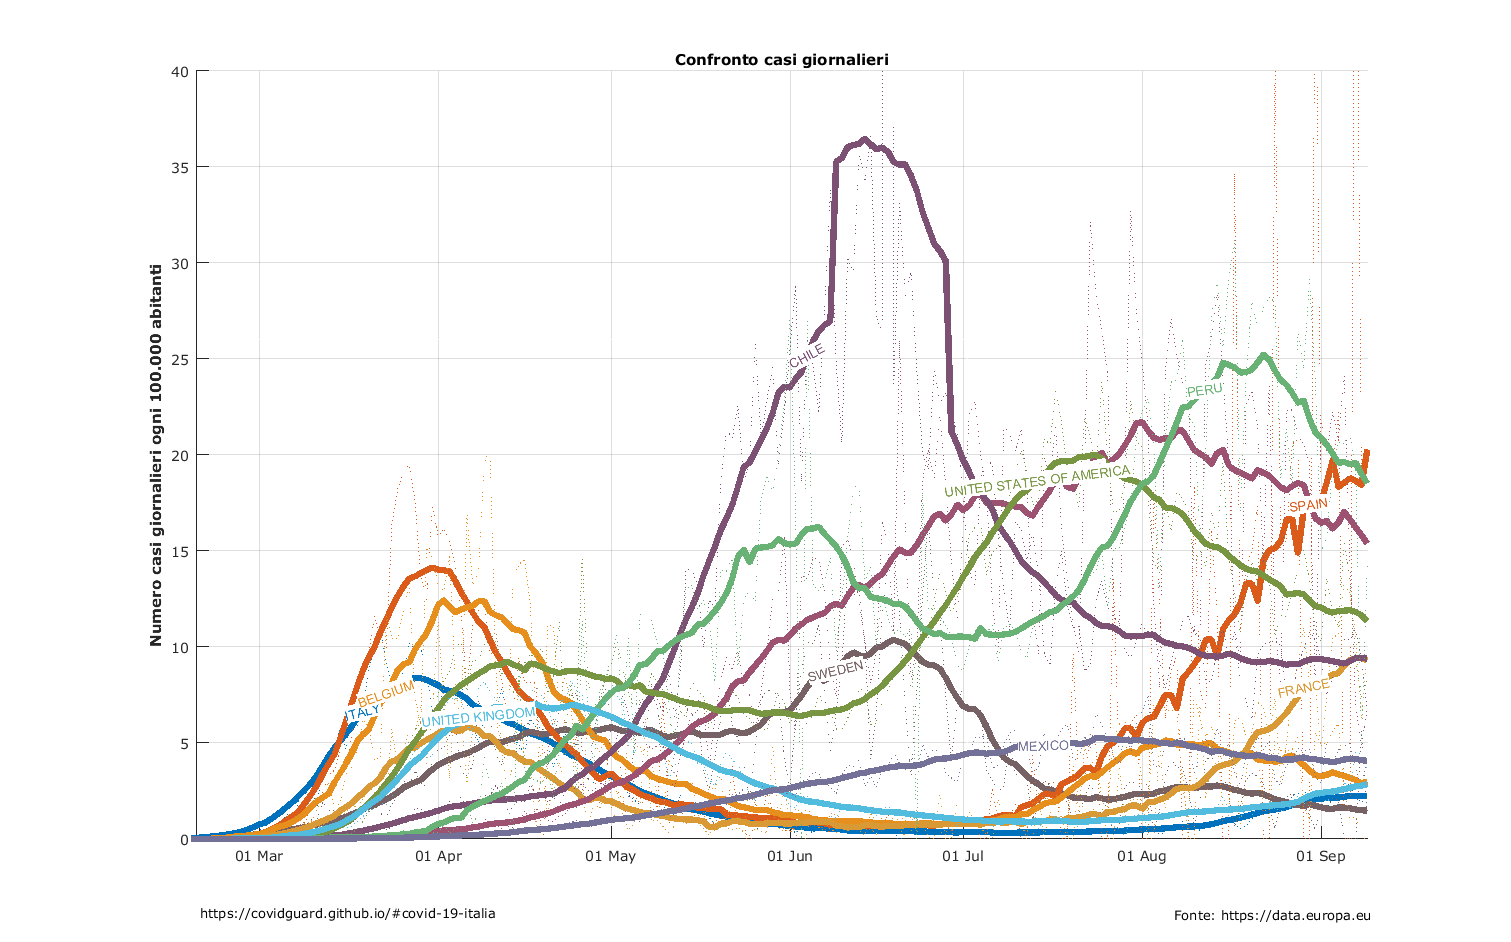 Confronto casi giornalieri
Numero casi giornalieri ogni 100.000 abitanti
40
35
30
25
20
15
10
5
0
CHILE
PERU
UNITED STATES OF AMERICA
SPAIN
SWEDEN
BELGIUM
ITALY
UNITED KINGDOM
FRANCE
MEXICO
01 Mar
01 Apr
01 May
01 Jun
01 Jul
01 Aug
01 Sep
https://covidguard.github.io/#covid-19-italia
Fonte: https://data.europa.eu